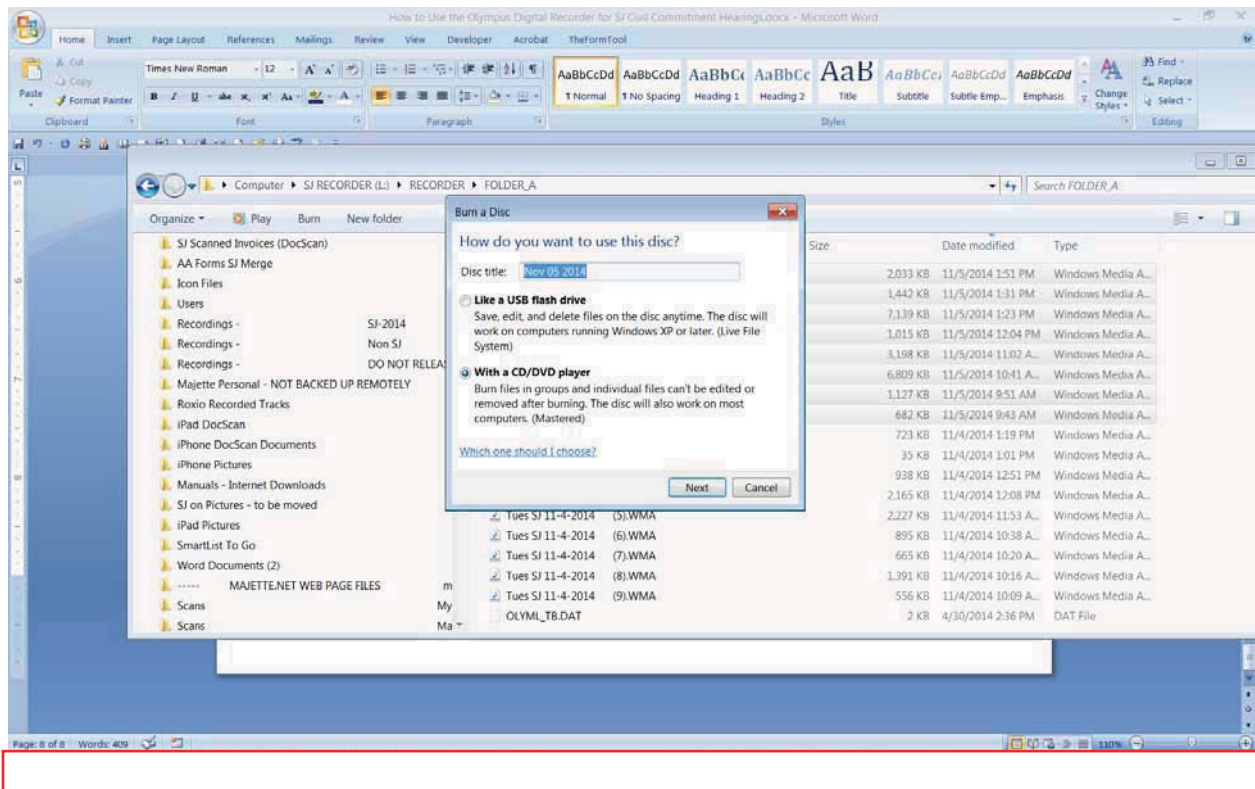 How to Use the Olympus Digital Recorder for SJ Civil Commitment Hearings.docx - Microsoft Word
Home Insert Page Layout References Mailings Review View Developer Acrobat TheFormTool
Cut
Copy
Paste
Format Painter
Clipboard
Times New Roman 12
Font
Paragraph
AaBbCcDd AaBbCcDd AaBbCc AaBbCc AaB AaBbCc AaBbCcDd AaBbCcDd
¶ Normal ¶ No Spacing Heading 1 Heading 2 Title Subtitle Subtle Emp... Emphasis
Change Styles
Styles
Find
Replace
Select
Editing
Computer ▸ SJ RECORDER (L:) ▸ RECORDER ▸ FOLDER_A
Search FOLDER_A
Organize Play Burn New folder
Size Date modified Type
SJ Scanned Invoices (DocScan)
AA Forms SJ Merge
Icon Files
Users
Recordings - SJ-2014
Recordings - Non SJ
Recordings - DO NOT RELEA
Majette Personal - NOT BACKED UP REMOTELY
Roxio Recorded Tracks
iPad DocScan
iPhone DocScan Documents
iPhone Pictures
Manuals - Internet Downloads
SJ on Pictures - to be moved
iPad Pictures
SmartList To Go
Word Documents (2)
----- MAJETTE.NET WEB PAGE FILES m
Scans My
Scans Ma
Burn a Disc
How do you want to use this disc?
Disc title: Nov 05 2014
Like a USB flash drive
Save, edit, and delete files on the disc anytime. The disc will
work on computers running Windows XP or later. (Live File
System)
With a CD/DVD player
Burn files in groups and individual files can't be edited or
removed after burning. The disc will also work on most
computers. (Mastered)
Which one should I choose?
Next Cancel
2,033 KB 11/5/2014 1:51 PM Windows Media A...
1,442 KB 11/5/2014 1:31 PM Windows Media A...
7,139 KB 11/5/2014 1:23 PM Windows Media A...
1,015 KB 11/5/2014 12:04 PM Windows Media A...
3,198 KB 11/5/2014 11:02 A... Windows Media A...
6,809 KB 11/5/2014 10:41 A... Windows Media A...
1,127 KB 11/5/2014 9:51 AM Windows Media A...
682 KB 11/5/2014 9:43 AM Windows Media A...
723 KB 11/4/2014 1:19 PM Windows Media A...
35 KB 11/4/2014 1:01 PM Windows Media A...
938 KB 11/4/2014 12:51 PM Windows Media A...
2,165 KB 11/4/2014 12:08 PM Windows Media A...
Tues SJ 11-4-2014 (5).WMA 2,227 KB 11/4/2014 11:53 A... Windows Media A...
Tues SJ 11-4-2014 (6).WMA 895 KB 11/4/2014 10:38 A... Windows Media A...
Tues SJ 11-4-2014 (7).WMA 665 KB 11/4/2014 10:20 A... Windows Media A...
Tues SJ 11-4-2014 (8).WMA 1,391 KB 11/4/2014 10:16 A... Windows Media A...
Tues SJ 11-4-2014 (9).WMA 556 KB 11/4/2014 10:09 A... Windows Media A...
OLYML_TB.DAT 2 KB 4/30/2014 2:36 PM DAT File
Page: 8 of 8 Words: 409 110%